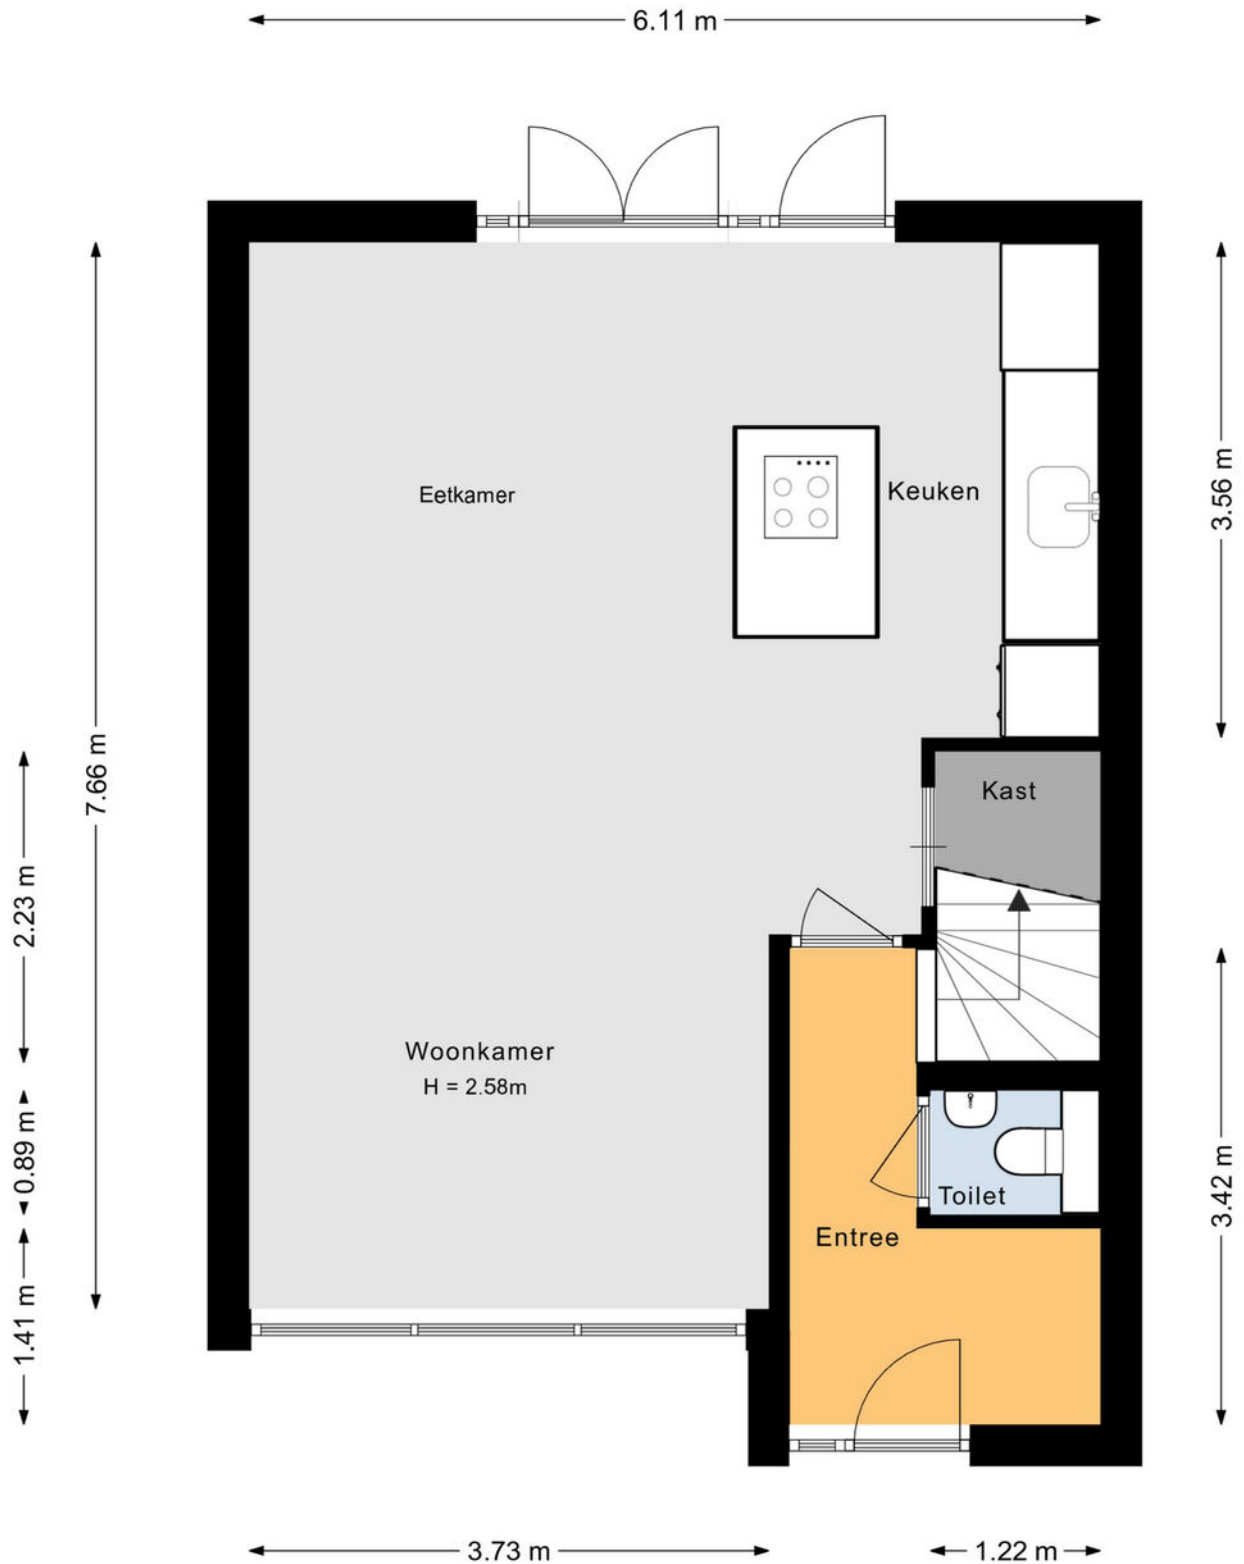 6.11 m
Eetkamer
Keuken
3.56 m
7.66 m
Kast
2.23 m
Woonkamer
H = 2.58m
0.89 m
Toilet
3.42 m
Entree
1.41 m
3.73 m
1.22 m